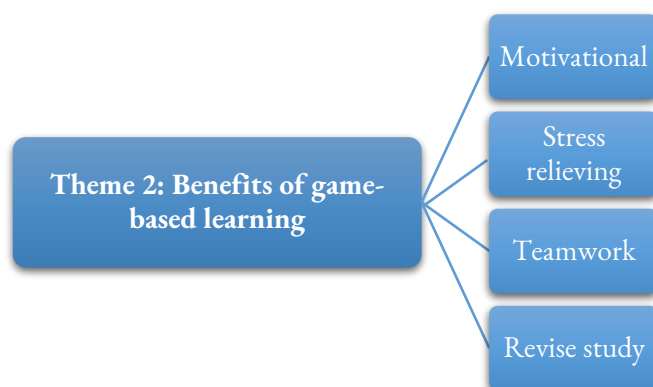 Theme 2: Benefits of game-
based learning
Motivational
Stress
relieving
Teamwork
Revise study